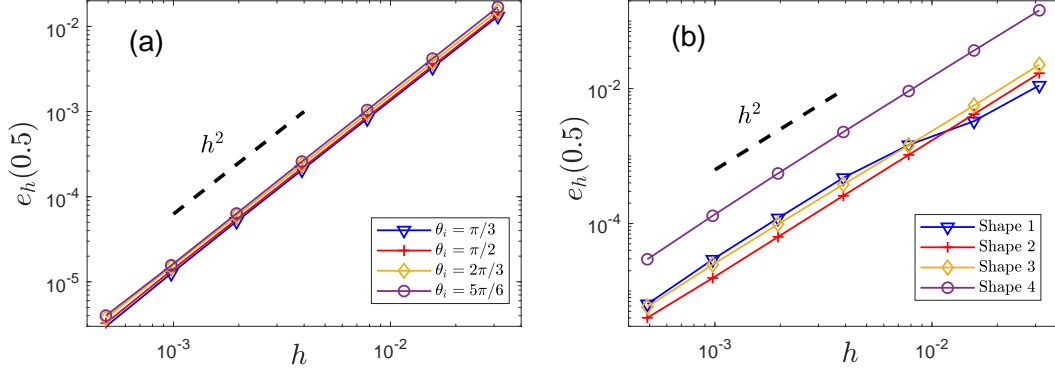 (a)
10^{-2}
10^{-3}
10^{-4}
10^{-5}
e_h(0.5)
h^2
θ_i = π/3
θ_i = π/2
θ_i = 2π/3
θ_i = 5π/6
10^{-3}
10^{-2}
h
(b)
10^{-2}
10^{-4}
e_h(0.5)
h^2
Shape 1
Shape 2
Shape 3
Shape 4
10^{-3}
10^{-2}
h